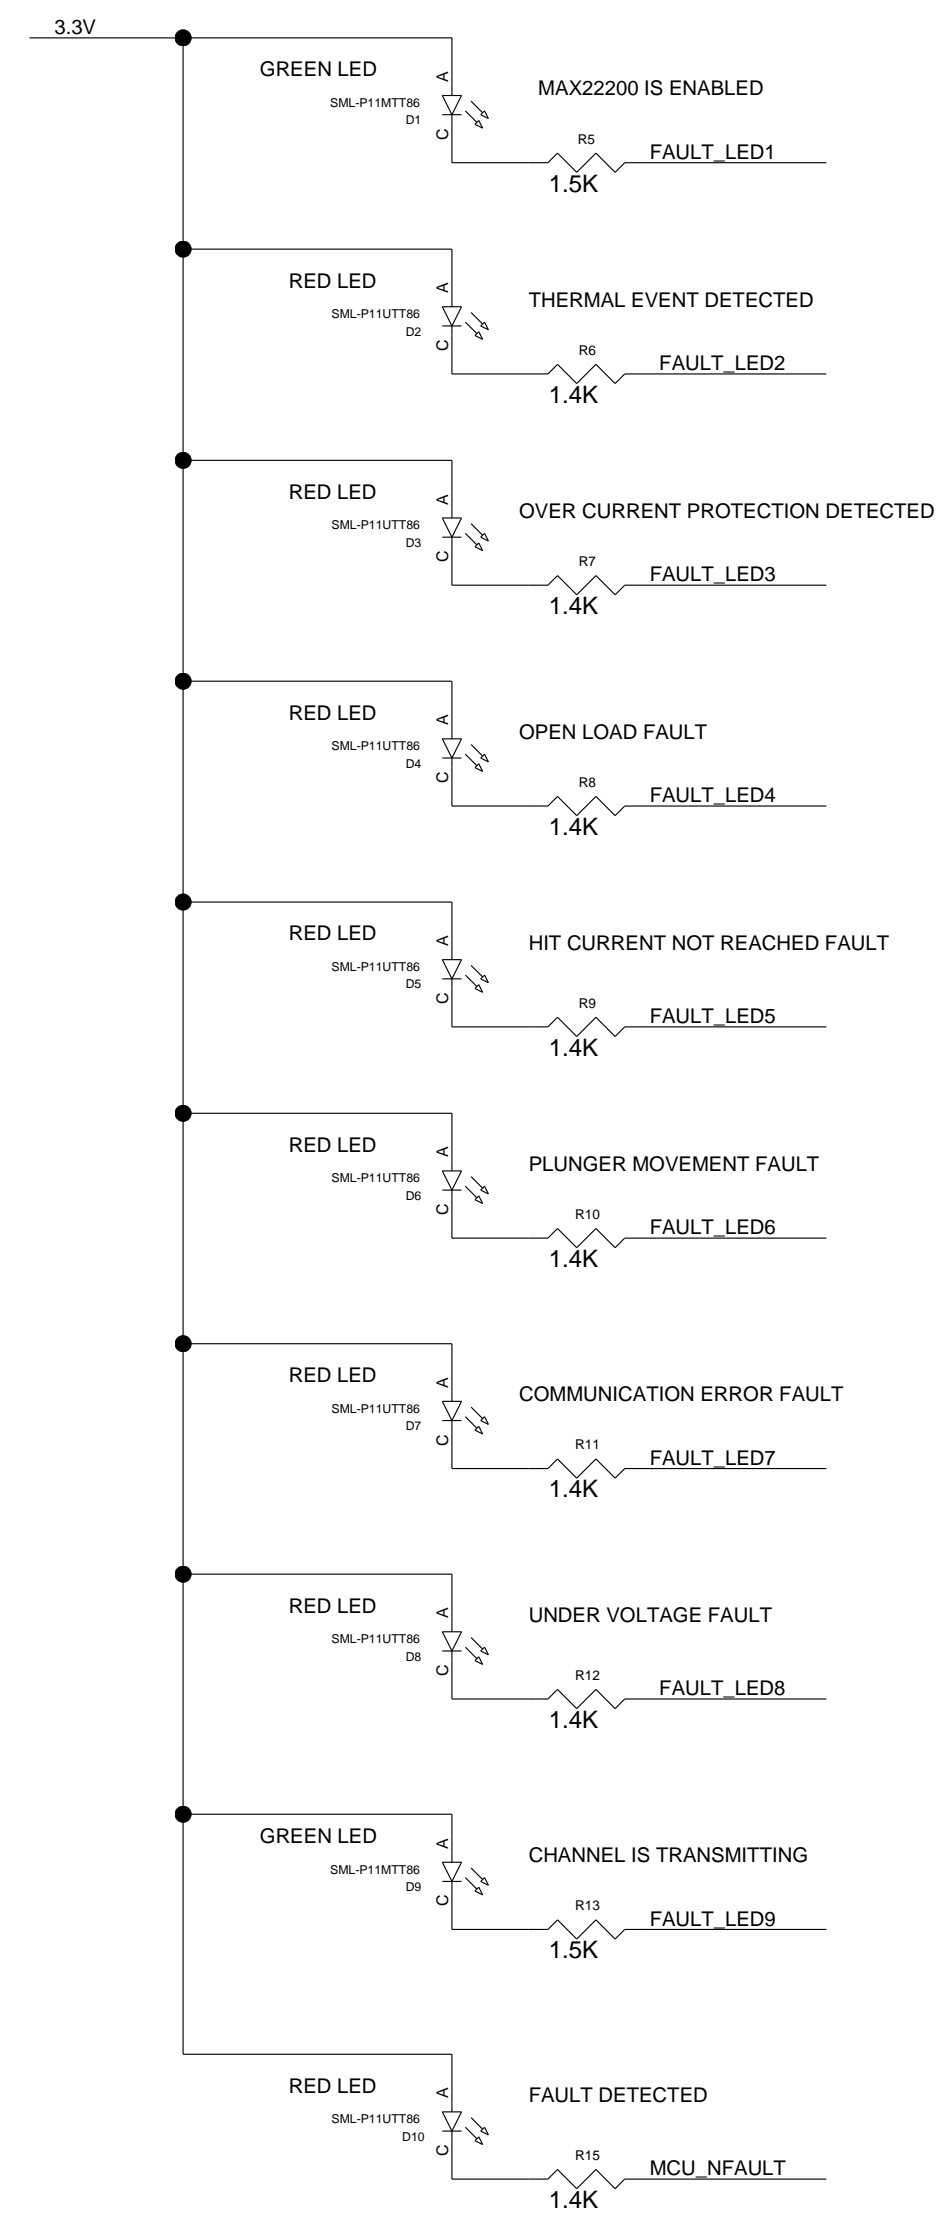 3.3V
GREEN LED
A
MAX22200 IS ENABLED
SML-P11MTT86
D1
C
R5
FAULT_LED1
1.5K
RED LED
A
THERMAL EVENT DETECTED
SML-P11UTT86
D2
C
R6
FAULT_LED2
1.4K
RED LED
A
OVER CURRENT PROTECTION DETECTED
SML-P11UTT86
D3
C
R7
FAULT_LED3
1.4K
RED LED
A
OPEN LOAD FAULT
SML-P11UTT86
D4
C
R8
FAULT_LED4
1.4K
RED LED
A
HIT CURRENT NOT REACHED FAULT
SML-P11UTT86
D5
C
R9
FAULT_LED5
1.4K
RED LED
A
PLUNGER MOVEMENT FAULT
SML-P11UTT86
D6
C
R10
FAULT_LED6
1.4K
RED LED
A
COMMUNICATION ERROR FAULT
SML-P11UTT86
D7
C
R11
FAULT_LED7
1.4K
RED LED
A
UNDER VOLTAGE FAULT
SML-P11UTT86
D8
C
R12
FAULT_LED8
1.4K
GREEN LED
A
CHANNEL IS TRANSMITTING
SML-P11MTT86
D9
C
R13
FAULT_LED9
1.5K
RED LED
A
FAULT DETECTED
SML-P11UTT86
D10
C
R15
MCU_NFAULT
1.4K